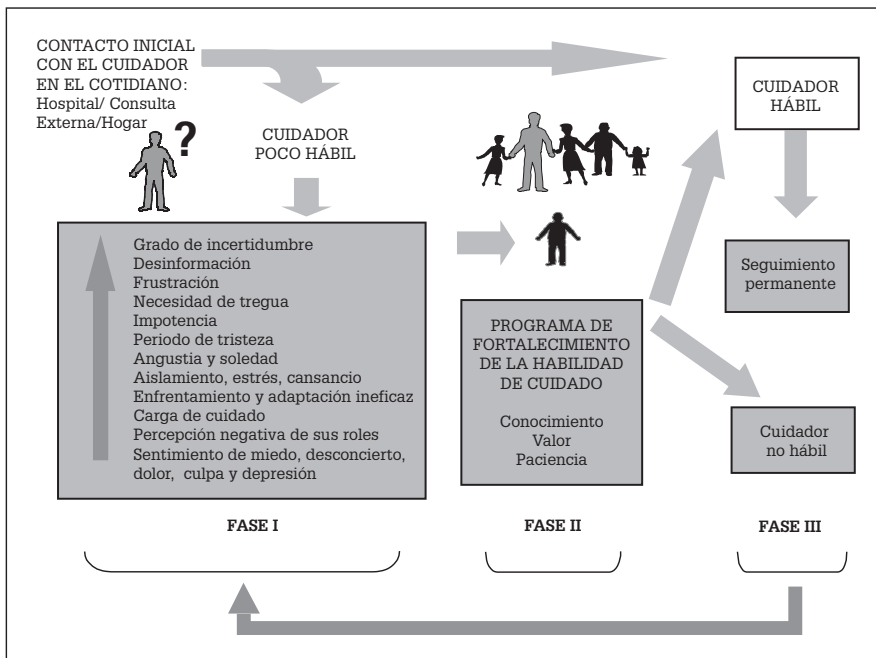 CONTACTO INICIAL
CON EL CUIDADOR
EN EL COTIDIANO:
Hospital/ Consulta
Externa/Hogar
?
CUIDADOR
POCO HÁBIL
CUIDADOR
HÁBIL
Grado de incertidumbre
Desinformación
Frustración
Necesidad de tregua
Impotencia
Periodo de tristeza
Angustia y soledad
Aislamiento, estrés, cansancio
Enfrentamiento y adaptación ineficaz
Carga de cuidado
Percepción negativa de sus roles
Sentimiento de miedo, desconcierto,
dolor, culpa y depresión
PROGRAMA DE
FORTALECIMIENTO
DE LA HABILIDAD
DE CUIDADO
Conocimiento
Valor
Paciencia
Seguimiento
permanente
Cuidador
no hábil
FASE I
FASE II
FASE III